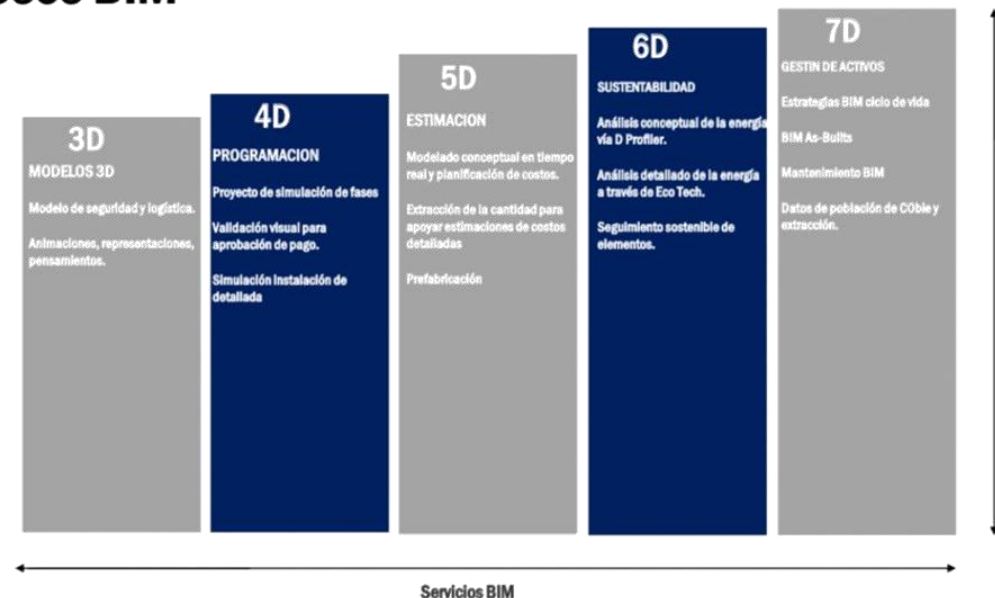 BIM
3D
MODELOS 3D
Modelo de seguridad y logística.
Animaciones, representaciones,
pensamientos.
4D
PROGRAMACION
Proyecto de simulación de fases
Validación visual para
aprobación de pago.
Simulación instalación de
detallada
5D
ESTIMACION
Modelado conceptual en tiempo
real y planificación de costos.
Extracción de la cantidad para
apoyar estimaciones de costos
detalladas
Prefabricación
6D
SUSTENTABILIDAD
Análisis conceptual de la energía
vía D Profiler.
Análisis detallado de la energía
a través de Eco Tech.
Seguimiento sostenible de
elementos.
7D
GESTIN DE ACTIVOS
Estrategias BIM ciclo de vida
BIM As-Builts
Mantenimiento BIM
Datos de población de CObie y
extracción.
Servicios BIM